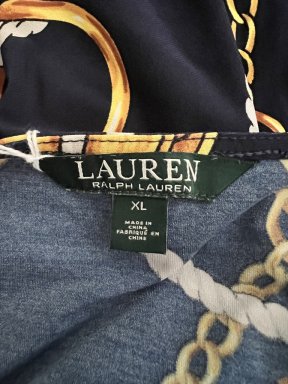 LAUREN
RALPH LAUREN
XL
MADE IN
CHINA
FABRIQUÉ EN
CHINE